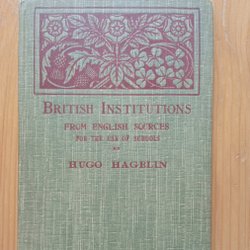 BRITISH INSTITUTIONS
FROM ENGLISH SOURCES
FOR THE USE OF SCHOOLS
BY
HUGO HAGELIN